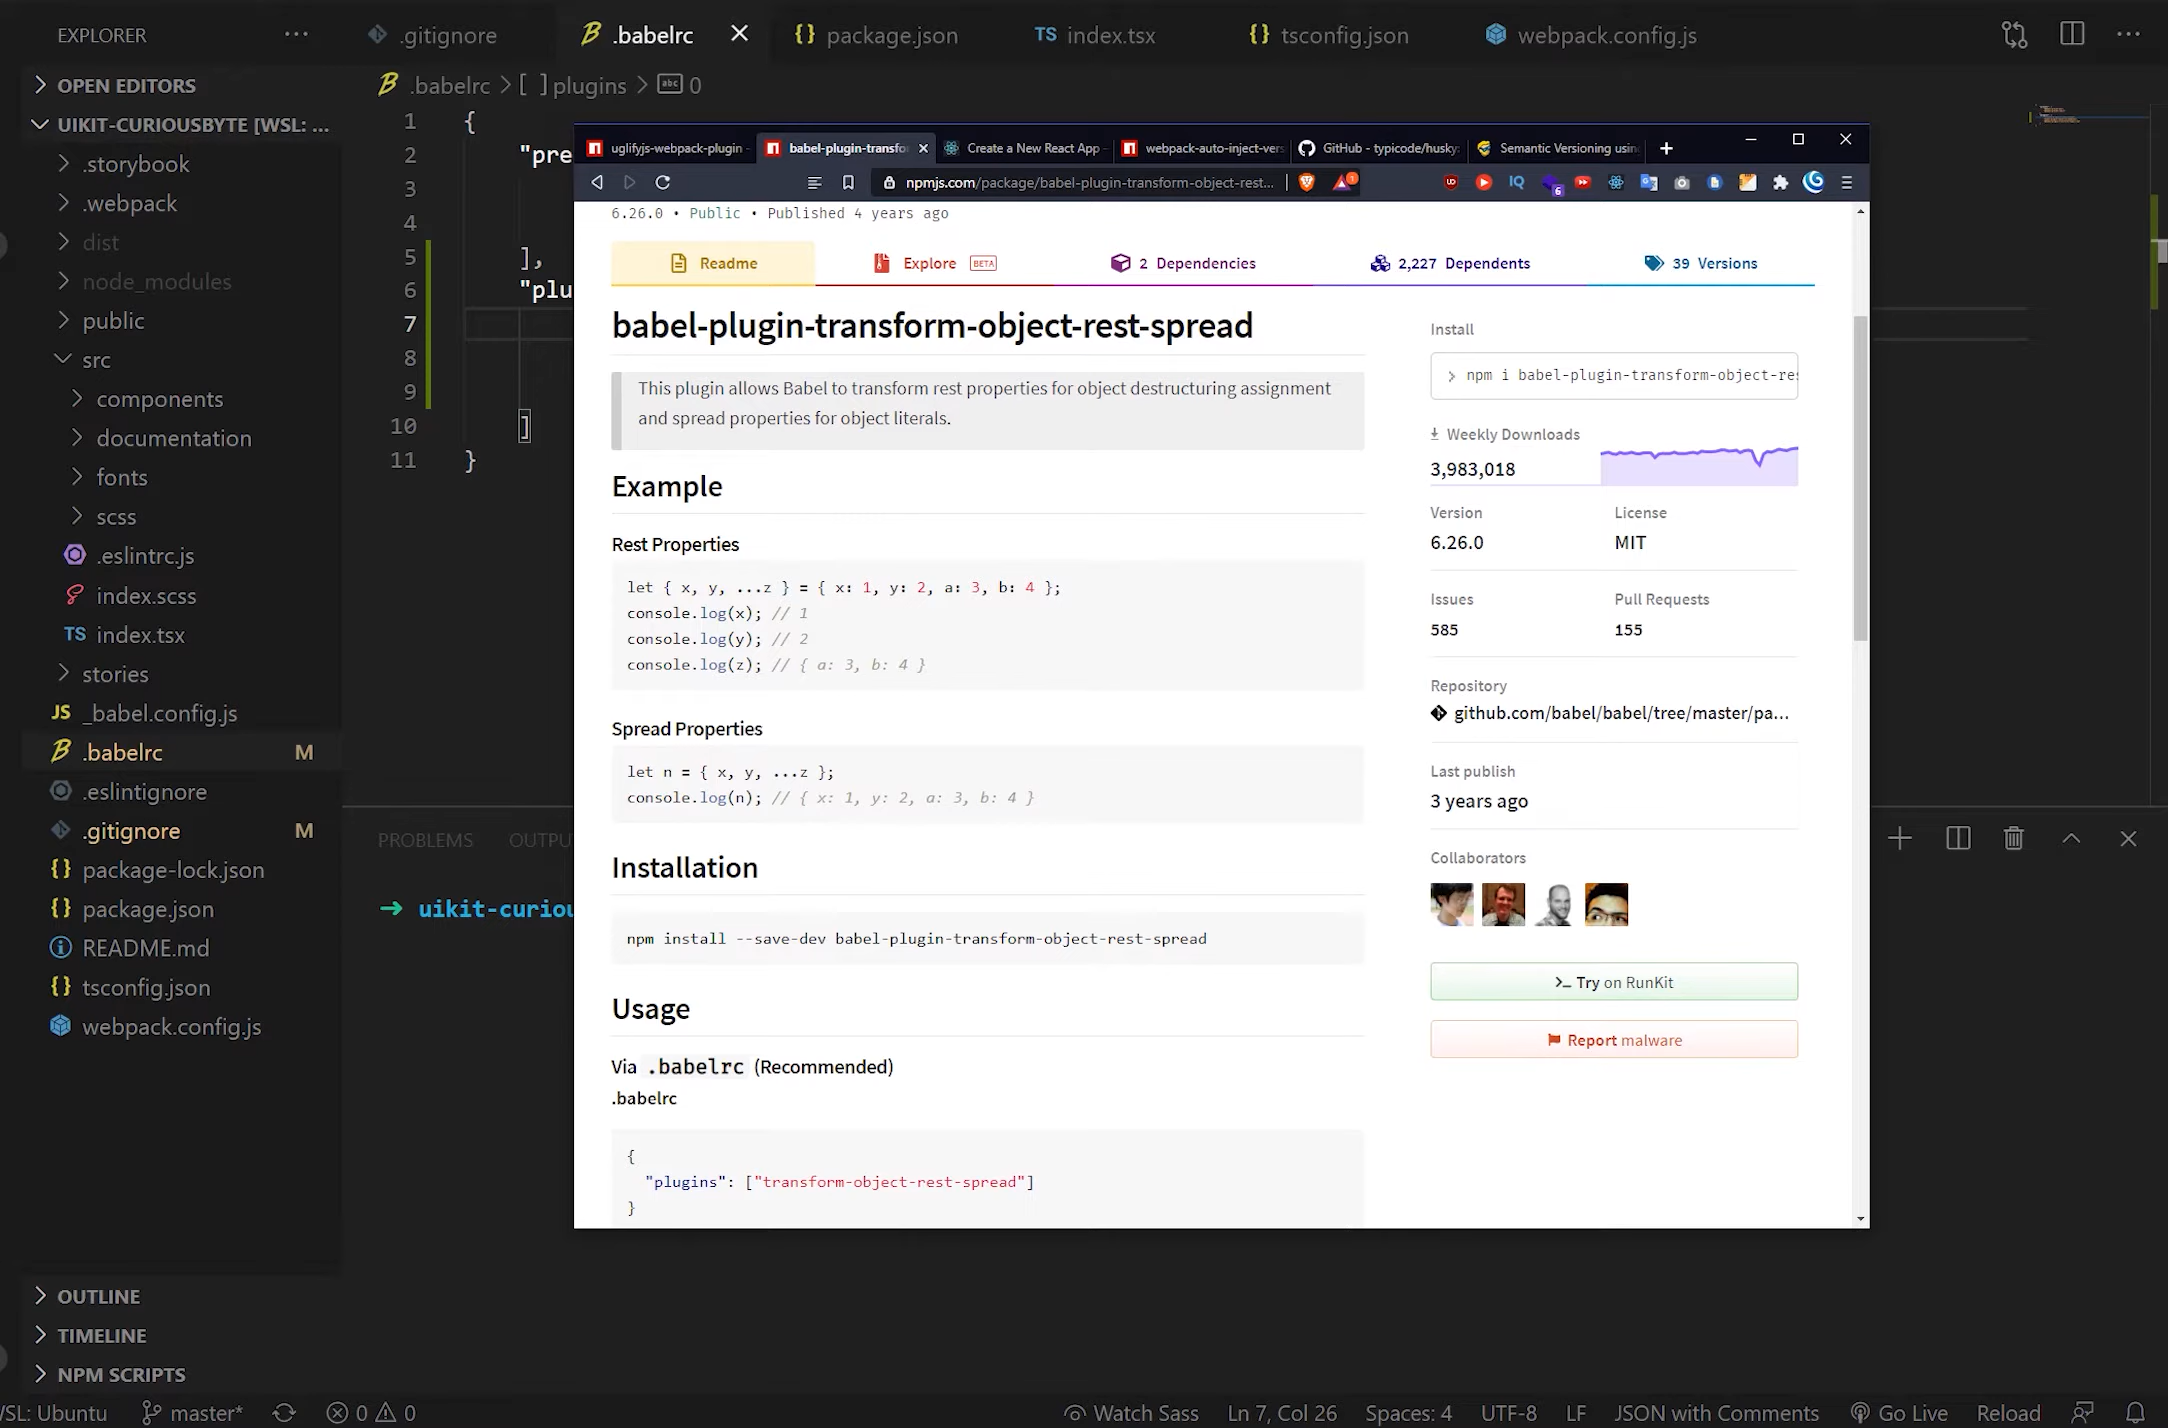 EXPLORER
.gitignore
.babelrc
package.json
TS index.tsx
tsconfig.json
webpack.config.js
OPEN EDITORS
.babelrc > [ ] plugins > abc 0
UIKIT-CURIOUSBYTE [WSL: ...
.storybook
.webpack
dist
node_modules
public
src
components
documentation
fonts
scss
.eslintrc.js
index.scss
TS index.tsx
stories
JS _babel.config.js
.babelrc M
.eslintignore
.gitignore M
package-lock.json
package.json
README.md
tsconfig.json
webpack.config.js
OUTLINE
TIMELINE
NPM SCRIPTS
1 {
2 "pre
3
4
5 ],
6 "plu
7
8
9
10 ]
11 }
PROBLEMS OUTPU
→ uikit-curiou
uglifyjs-webpack-plugin -
babel-plugin-transfo
Create a New React App -
webpack-auto-inject-vers
GitHub - typicode/husky:
Semantic Versioning using
npmjs.com/package/babel-plugin-transform-object-rest...
6.26.0 • Public • Published 4 years ago
Readme
Explore BETA
2 Dependencies
2,227 Dependents
39 Versions
babel-plugin-transform-object-rest-spread
This plugin allows Babel to transform rest properties for object destructuring assignment
and spread properties for object literals.
Example
Rest Properties
let { x, y, ...z } = { x: 1, y: 2, a: 3, b: 4 };
console.log(x); // 1
console.log(y); // 2
console.log(z); // { a: 3, b: 4 }
Spread Properties
let n = { x, y, ...z };
console.log(n); // { x: 1, y: 2, a: 3, b: 4 }
Installation
npm install --save-dev babel-plugin-transform-object-rest-spread
Usage
Via .babelrc (Recommended)
.babelrc
{
"plugins": ["transform-object-rest-spread"]
}
Install
> npm i babel-plugin-transform-object-res
Weekly Downloads
3,983,018
Version License
6.26.0 MIT
Issues Pull Requests
585 155
Repository
github.com/babel/babel/tree/master/pa...
Last publish
3 years ago
Collaborators
>_ Try on RunKit
Report malware
WSL: Ubuntu master* 0 0 Watch Sass Ln 7, Col 26 Spaces: 4 UTF-8 LF JSON with Comments Go Live Reload